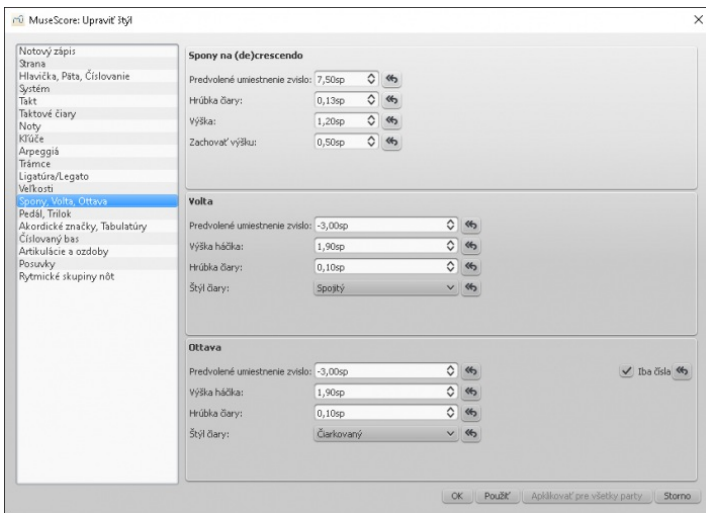 MuseScore: Upraviť štýl
Notový zápis
Strana
Hlavička, Päta, Číslovanie
Systém
Takt
Taktové čiary
Noty
Kľúče
Arpeggiá
Trámce
Ligatúra/Legato
Veľkosti
Spony, Volta, Ottava
Pedál, Trilok
Akordické značky, Tabulatúry
Číslovaný bas
Artikulácie a ozdoby
Posuvky
Rytmické skupiny nôt
Spony na (de)crescendo
Predvolené umiestnenie zvislo: 7,50sp
Hrúbka čiary: 0,13sp
Výška: 1,20sp
Zachovať výšku: 0,50sp
Volta
Predvolené umiestnenie zvislo: -3,00sp
Výška háčika: 1,90sp
Hrúbka čiary: 0,10sp
Štýl čiary: Spojitý
Ottava
Predvolené umiestnenie zvislo: -3,00sp Iba čísla
Výška háčika: 1,90sp
Hrúbka čiary: 0,10sp
Štýl čiary: Čiarkovaný
OK Použiť Aplikovať pre všetky party Storno